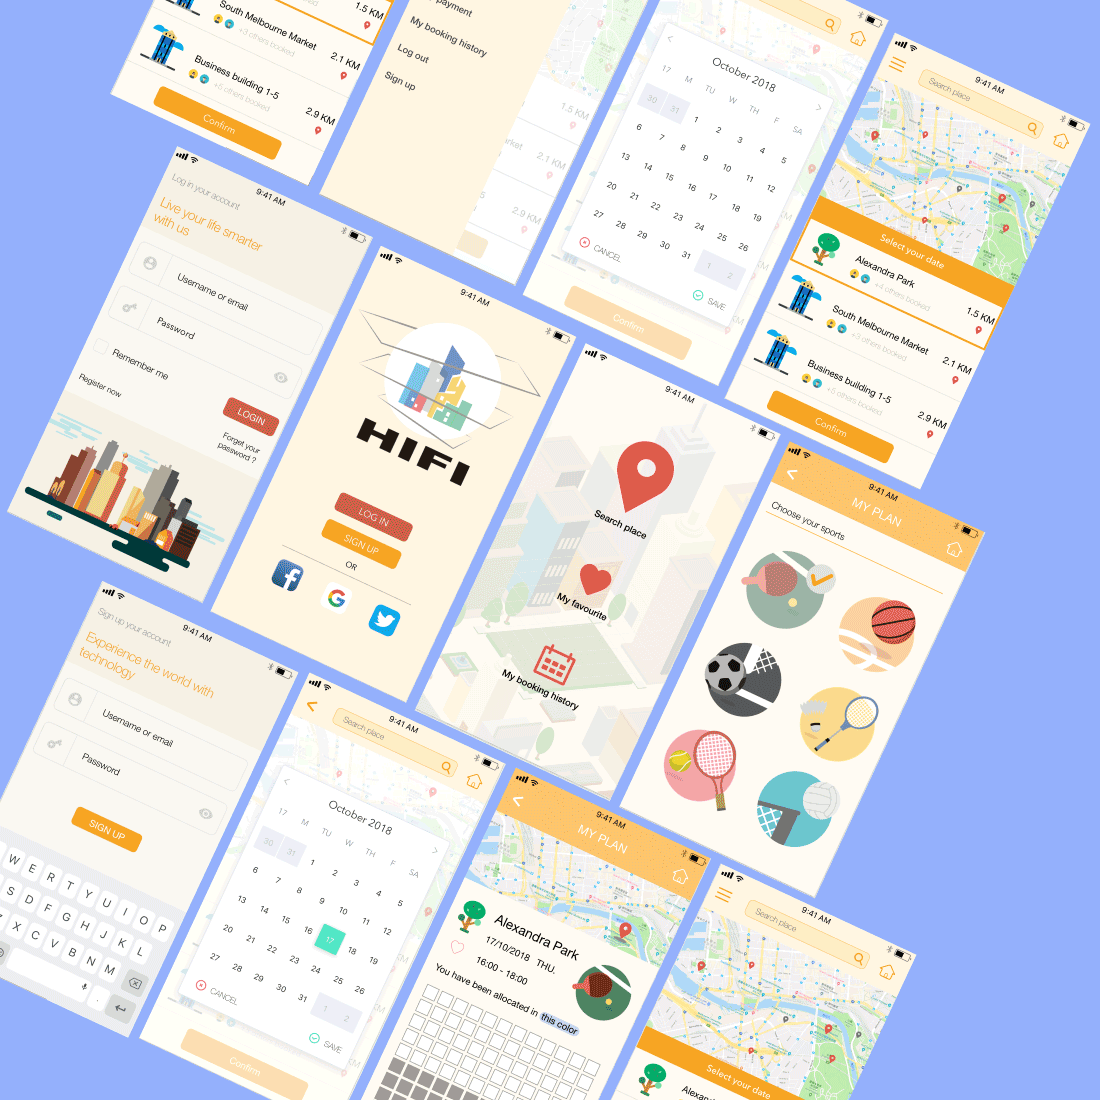 1.5 KM
South Melbourne Market
+3 others booked
2.1 KM
Business building 1-5
+5 others booked
2.9 KM
Confirm
payment
My booking history
Log out
Sign up
1.5 KM
2.1 KM
2.9 KM
October 2018
17 M TU W TH F SA
30 31 1 2 3 4 5
6 7 8 9 10 11 12
13 14 15 16 17 18 19
20 21 22 23 24 25 26
27 28 29 30 31 1 2
CANCEL
SAVE
Confirm
9:41 AM
Search place
Select your date
Alexandra Park
+4 others booked
1.5 KM
South Melbourne Market
+3 others booked
2.1 KM
Business building 1-5
+5 others booked
2.9 KM
Confirm
9:41 AM
Log in your account
Live your life smarter
with us
Username or email
Password
Remember me
Register now
LOGIN
Forget your
password ?
9:41 AM
HIFI
LOG IN
SIGN UP
OR
9:41 AM
Search place
My favourite
My booking history
9:41 AM
MY PLAN
Choose your sports
9:41 AM
Sign up your account
Experience the world with
technology
Username or email
Password
SIGN UP
W E R T Y U I O P
S D F G H J K L
X C V B N M
9:41 AM
Search place
October 2018
17 M TU W TH F SA
30 31 1 2 3 4 5
6 7 8 9 10 11 12
13 14 15 16 17 18 19
20 21 22 23 24 25 26
27 28 29 30 31 1 2
CANCEL
SAVE
Confirm
9:41 AM
MY PLAN
Alexandra Park
17/10/2018 THU.
16:00 - 18:00
You have been allocated in this color
9:41 AM
Search place
Select your date